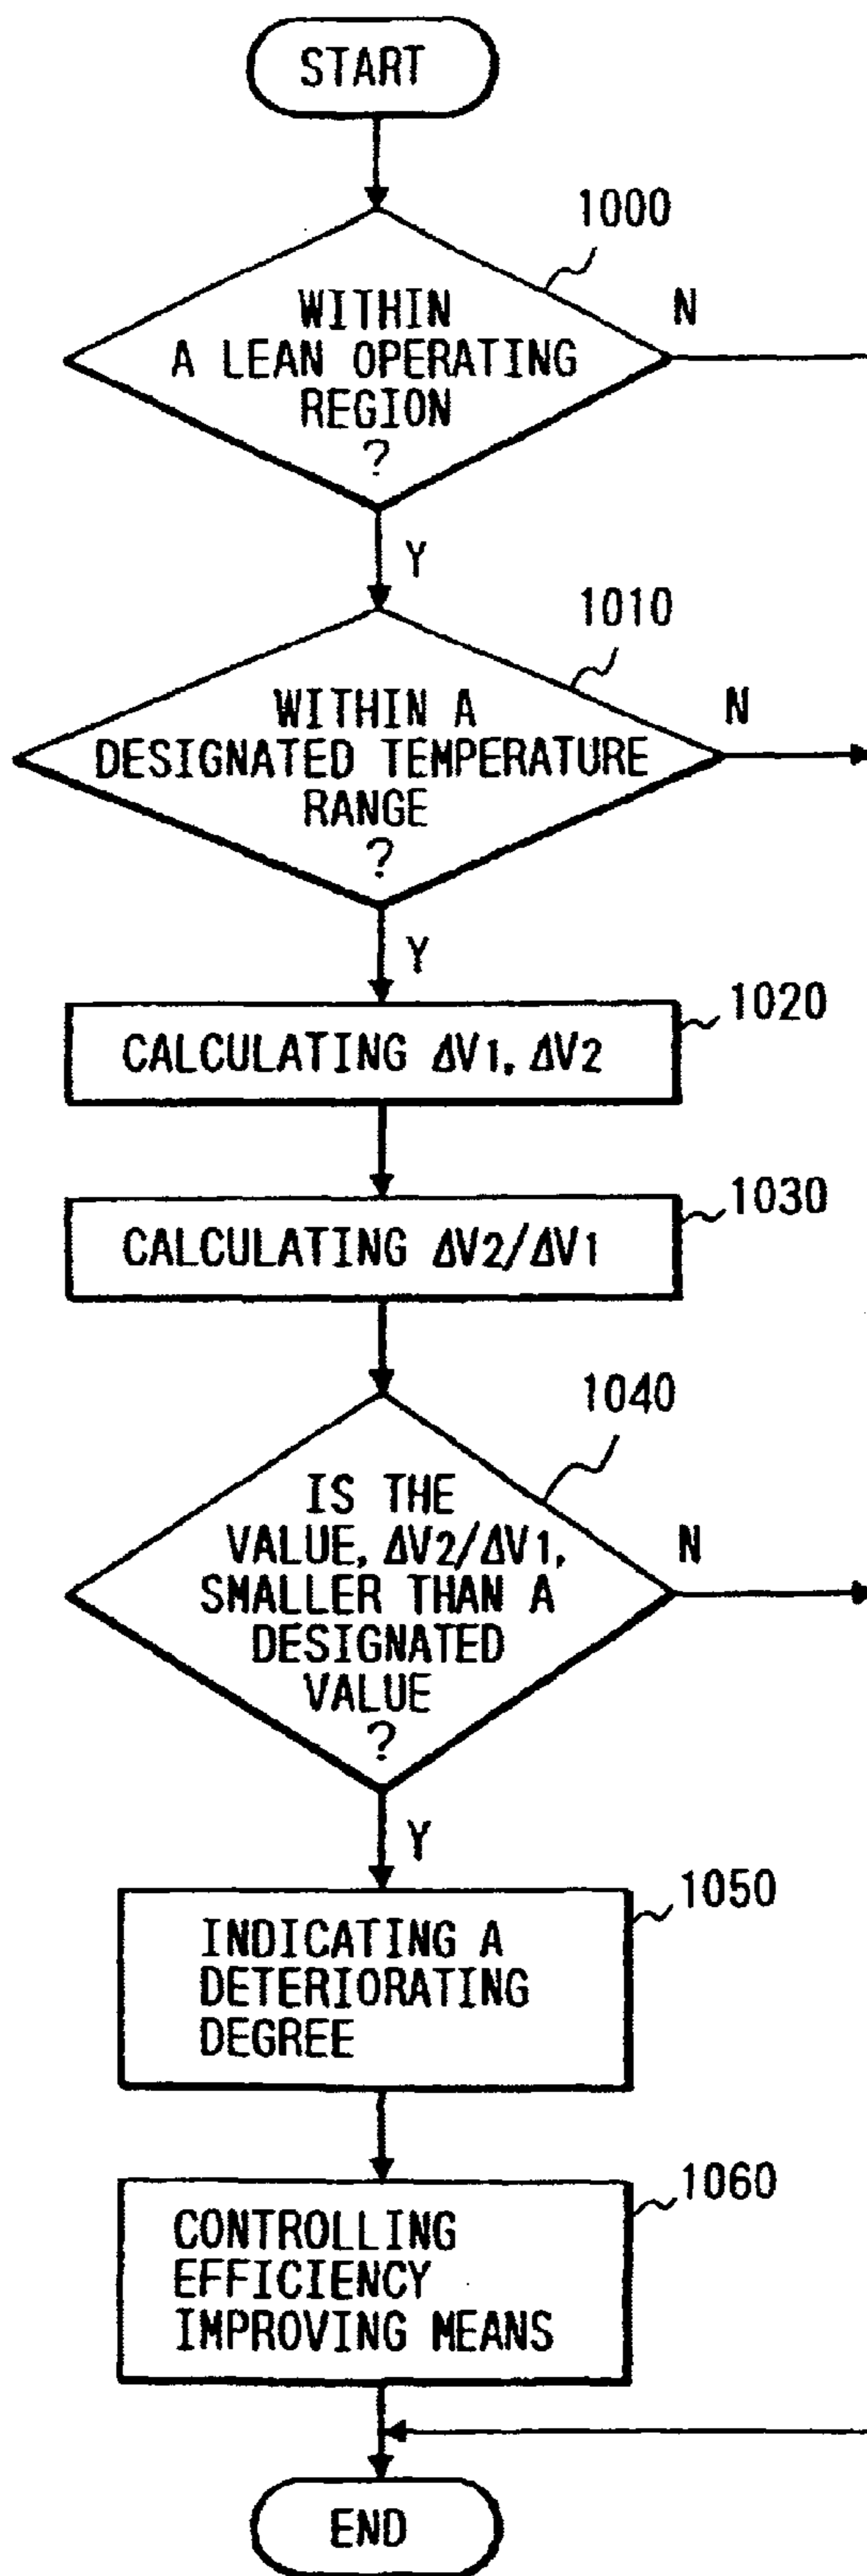 START
1000
WITHIN
A LEAN OPERATING
REGION
?
N
Y
1010
WITHIN A
DESIGNATED TEMPERATURE
RANGE
?
N
Y
1020
CALCULATING ΔV1, ΔV2
1030
CALCULATING ΔV2/ΔV1
1040
IS THE
VALUE, ΔV2/ΔV1,
SMALLER THAN A
DESIGNATED
VALUE
?
N
Y
1050
INDICATING A
DETERIORATING
DEGREE
1060
CONTROLLING
EFFICIENCY
IMPROVING MEANS
END